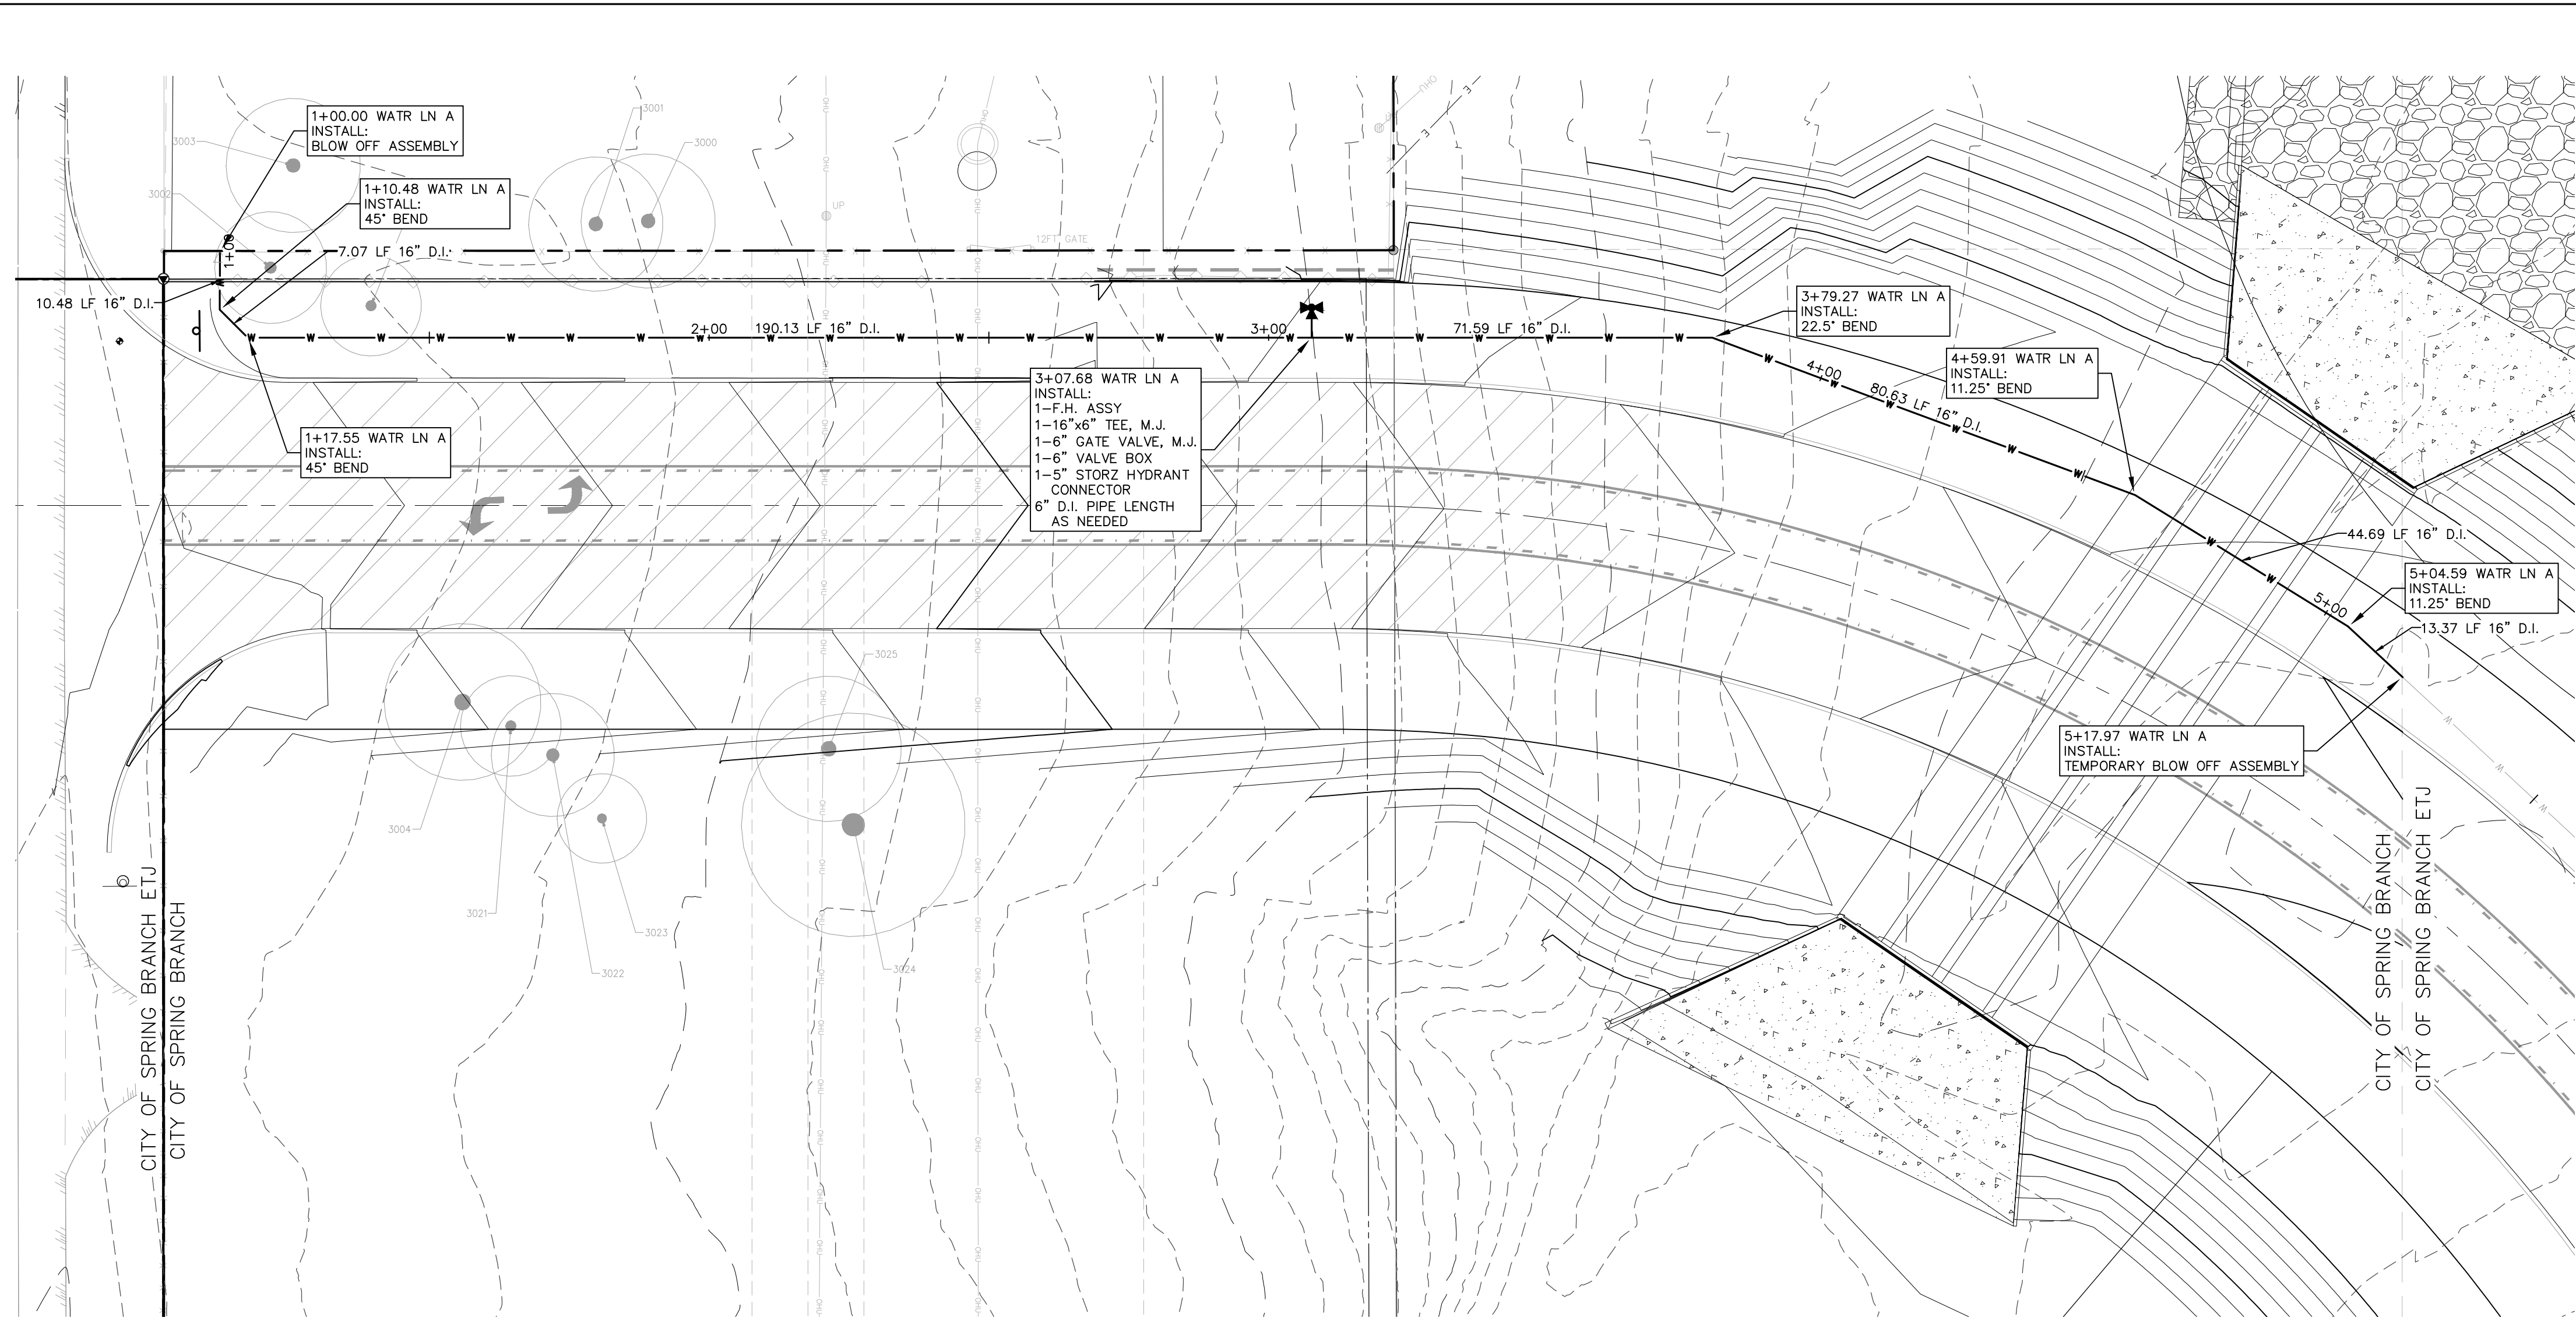 1+00.00 WATR LN A
INSTALL:
BLOW OFF ASSEMBLY
3003
3001
3000
OHU
OHU
OHU
E
E
1+10.48 WATR LN A
INSTALL:
45° BEND
3002
UP
1+00
7.07 LF 16" D.I.
12FT GATE
10.48 LF 16" D.I.
2+00
190.13 LF 16" D.I.
3+00
71.59 LF 16" D.I.
3+79.27 WATR LN A
INSTALL:
22.5° BEND
4+00
80.63 LF 16" D.I.
4+59.91 WATR LN A
INSTALL:
11.25° BEND
3+07.68 WATR LN A
INSTALL:
1-F.H. ASSY
1-16"x6" TEE, M.J.
1-6" GATE VALVE, M.J.
1-6" VALVE BOX
1-5" STORZ HYDRANT
CONNECTOR
6" D.I. PIPE LENGTH
AS NEEDED
1+17.55 WATR LN A
INSTALL:
45° BEND
44.69 LF 16" D.I.
5+04.59 WATR LN A
INSTALL:
11.25° BEND
5+00
13.37 LF 16" D.I.
5+17.97 WATR LN A
INSTALL:
TEMPORARY BLOW OFF ASSEMBLY
3025
3004
3021
3023
3022
3024
CITY OF SPRING BRANCH ETJ
CITY OF SPRING BRANCH
CITY OF SPRING BRANCH
CITY OF SPRING BRANCH ETJ